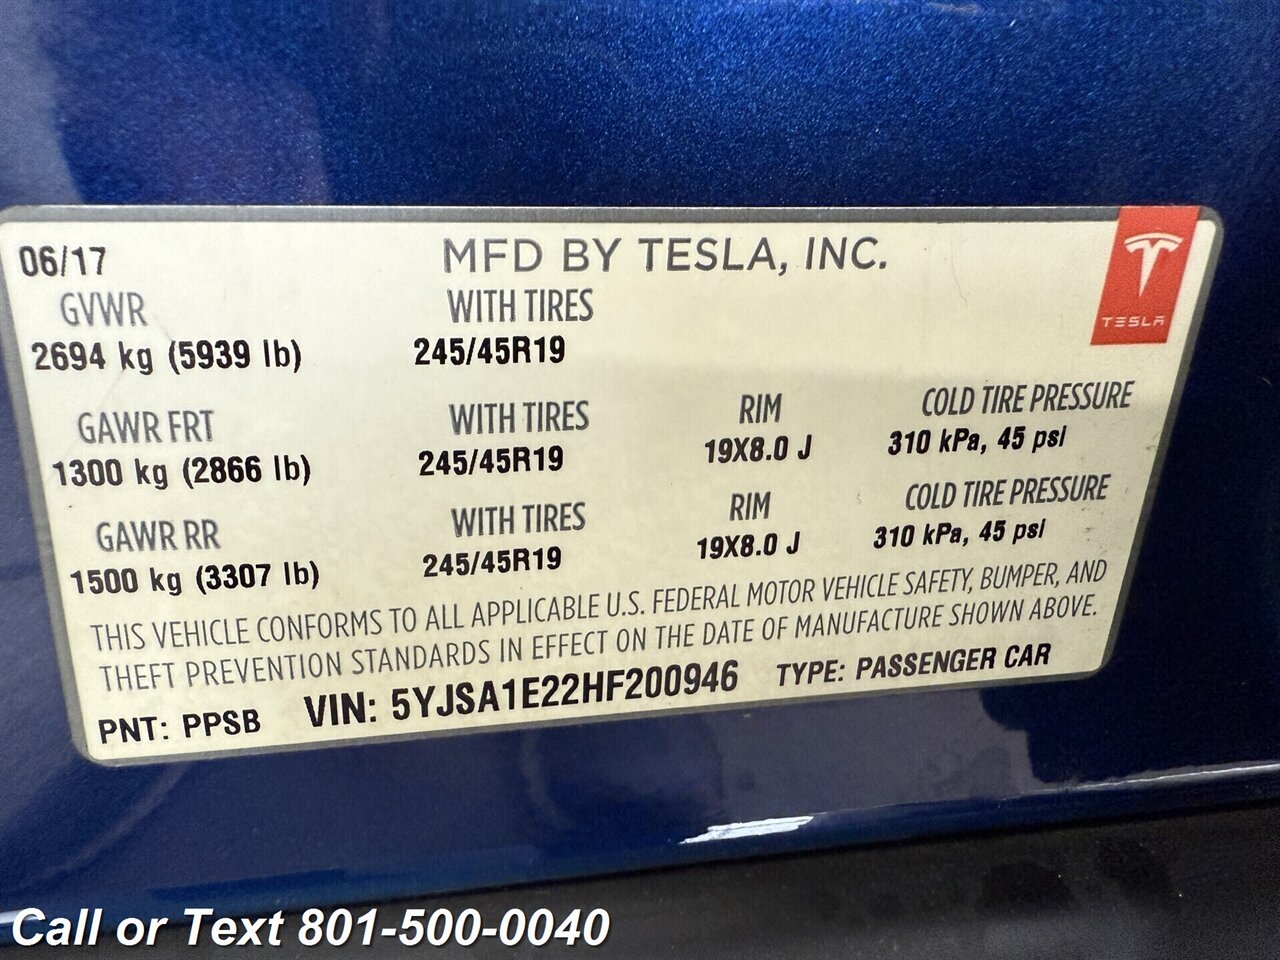 06/17 MFD BY TESLA, INC.
TESLA
GVWR WITH TIRES
2694 kg (5939 lb) 245/45R19
GAWR FRT WITH TIRES RIM COLD TIRE PRESSURE
1300 kg (2866 lb) 245/45R19 19X8.0 J 310 kPa, 45 psi
GAWR RR WITH TIRES RIM COLD TIRE PRESSURE
1500 kg (3307 lb) 245/45R19 19X8.0 J 310 kPa, 45 psi
THIS VEHICLE CONFORMS TO ALL APPLICABLE U.S. FEDERAL MOTOR VEHICLE SAFETY, BUMPER, AND
THEFT PREVENTION STANDARDS IN EFFECT ON THE DATE OF MANUFACTURE SHOWN ABOVE.
PNT: PPSB VIN: 5YJSA1E22HF200946 TYPE: PASSENGER CAR
Call or Text 801-500-0040